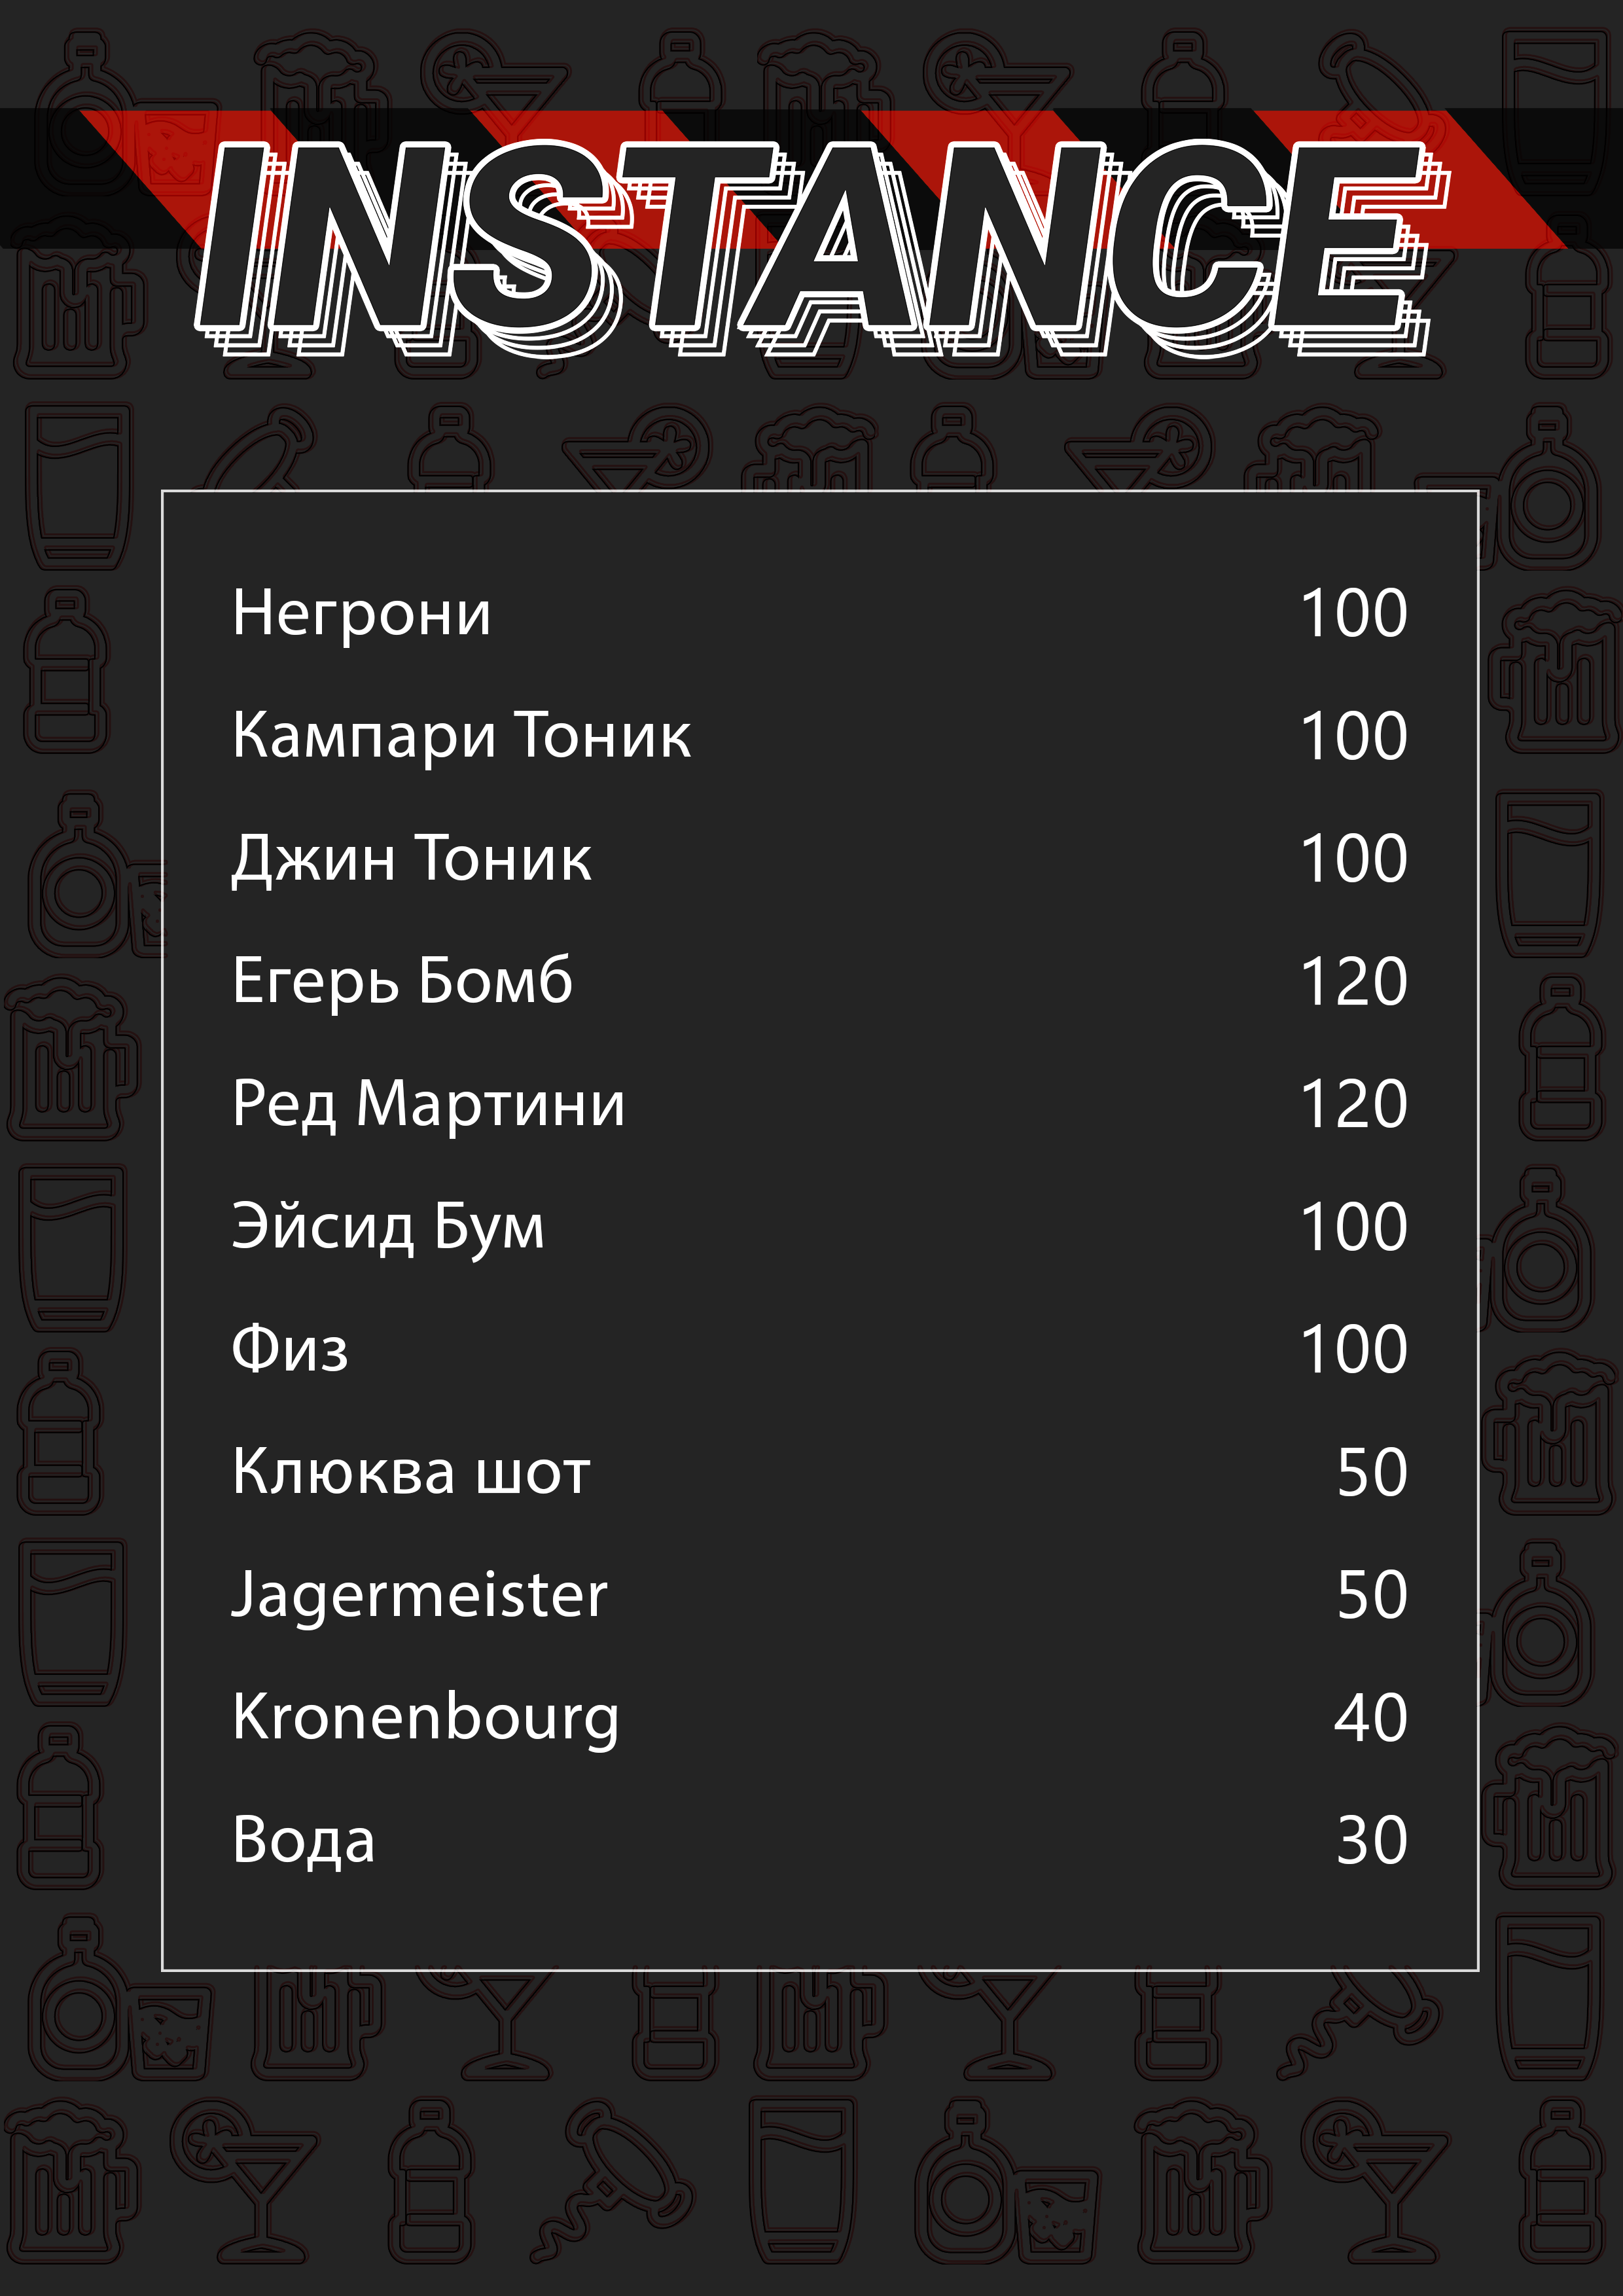 INSTANCE
Негрони 100
Кампари Тоник 100
Джин Тоник 100
Егерь Бомб 120
Ред Мартини 120
Эйсид Бум 100
Физ 100
Клюква шот 50
Jagermeister 50
Kronenbourg 40
Вода 30